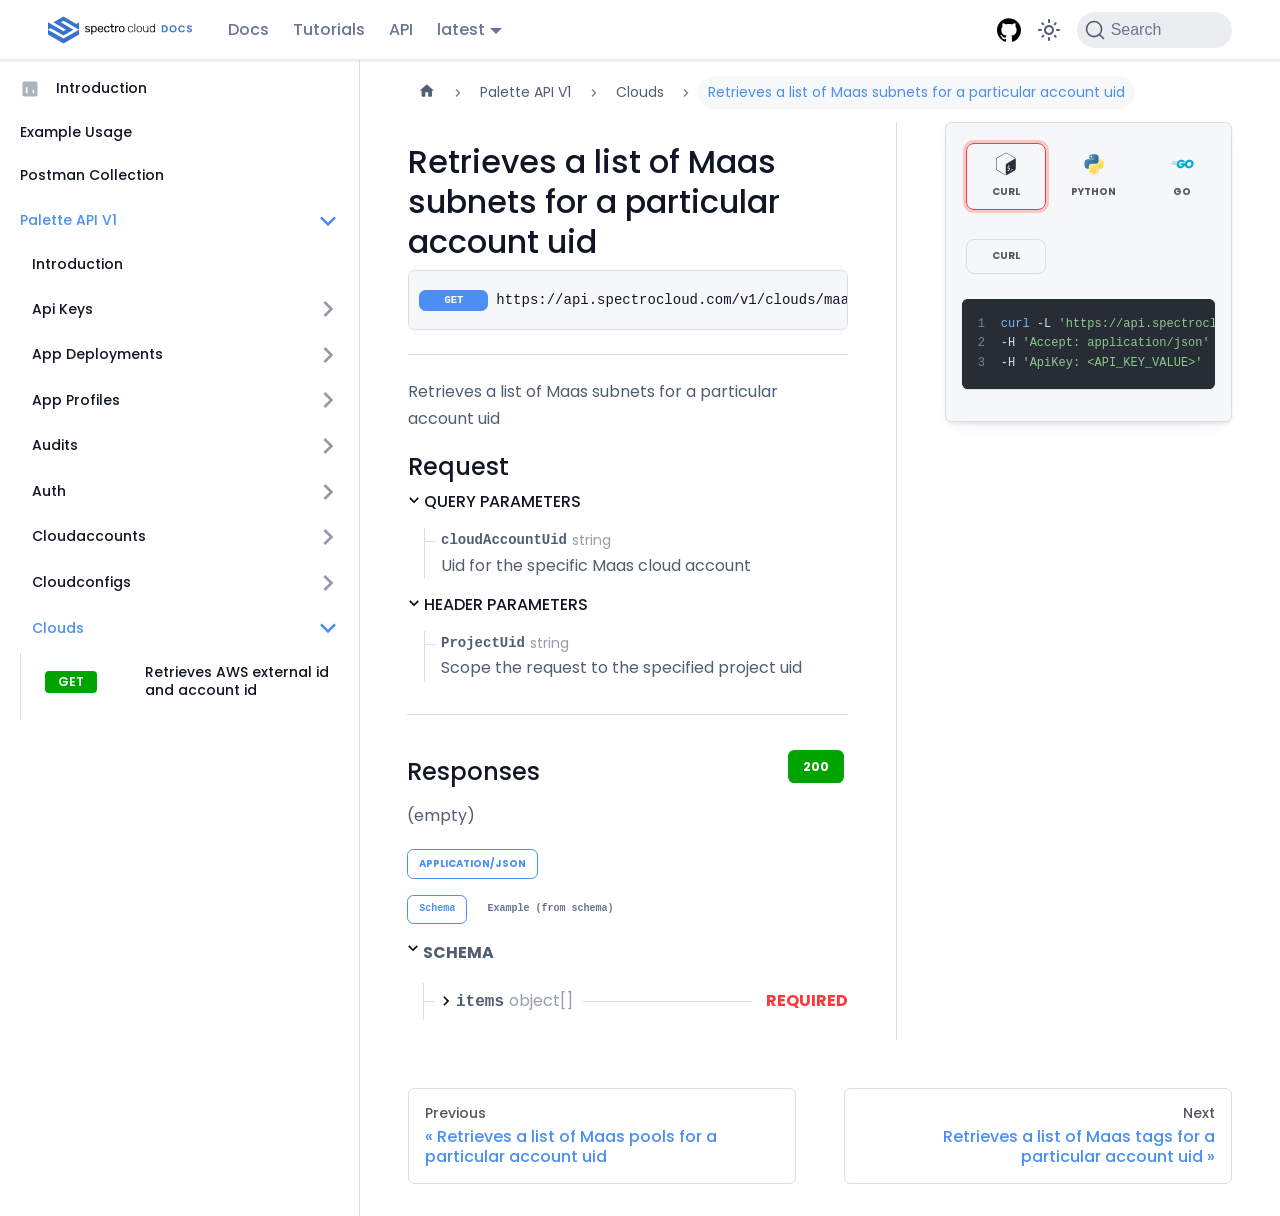 spectro cloud DOCS
Docs
Tutorials
API
latest
Search
Introduction
Example Usage
Postman Collection
Palette API V1
Introduction
Api Keys
App Deployments
App Profiles
Audits
Auth
Cloudaccounts
Cloudconfigs
Clouds
GET
Retrieves AWS external id
and account id
Palette API V1
Clouds
Retrieves a list of Maas subnets for a particular account uid
Retrieves a list of Maas
subnets for a particular
account uid
GET
https://api.spectrocloud.com/v1/clouds/maa
Retrieves a list of Maas subnets for a particular
account uid
Request
QUERY PARAMETERS
cloudAccountUid string
Uid for the specific Maas cloud account
HEADER PARAMETERS
ProjectUid string
Scope the request to the specified project uid
Responses
200
(empty)
APPLICATION/JSON
Schema
Example (from schema)
SCHEMA
items object[]
REQUIRED
CURL
PYTHON
GO
GO
CURL
1 curl -L 'https://api.spectrocl
2 -H 'Accept: application/json'
3 -H 'ApiKey: <API_KEY_VALUE>'
Previous
« Retrieves a list of Maas pools for a
particular account uid
Next
Retrieves a list of Maas tags for a
particular account uid »